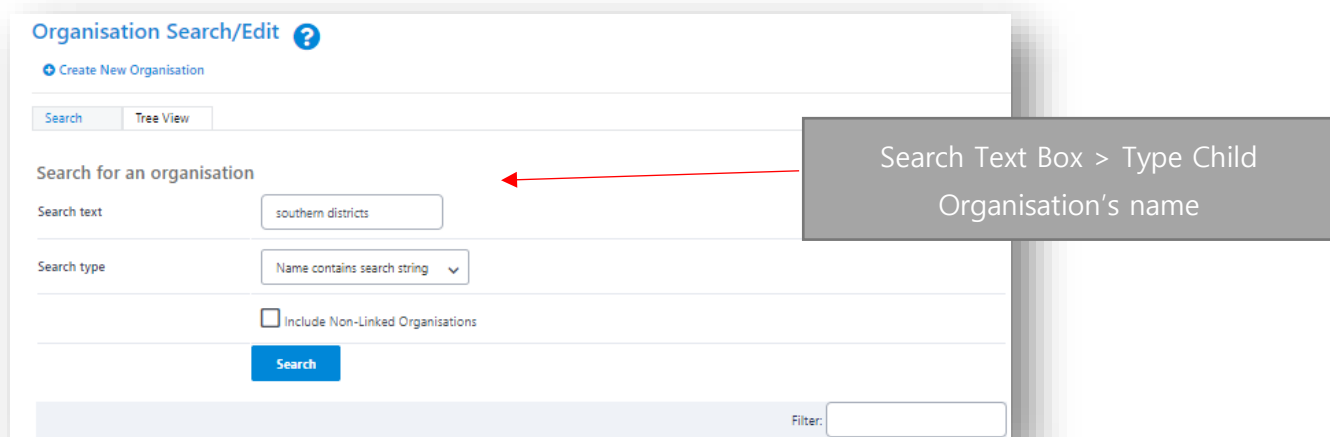 Organisation Search/Edit ?
Create New Organisation
Search Tree View
Search Text Box > Type Child
Organisation’s name
Search for an organisation
Search text southern districts
Search type Name contains search string
Include Non-Linked Organisations
Search
Filter: